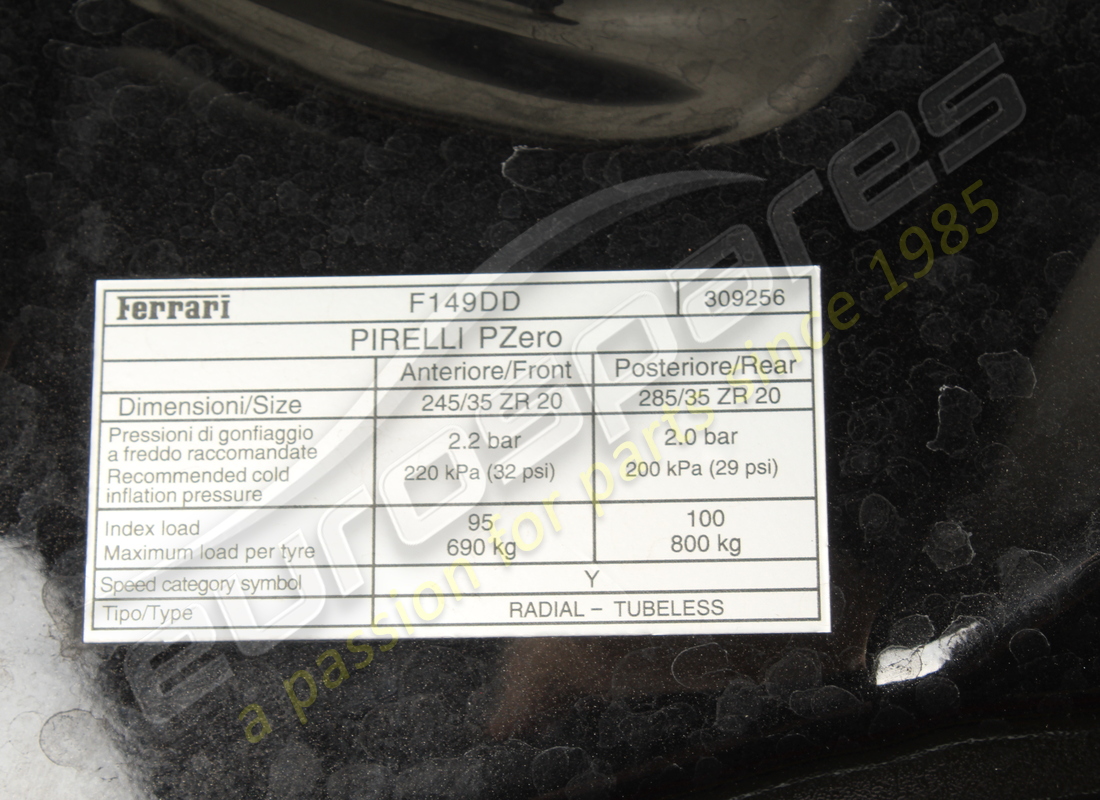 Ferrari F149DD 309256
PIRELLI PZero
Anteriore/Front Posteriore/Rear
Dimensioni/Size 245/35 ZR 20 285/35 ZR 20
Pressioni di gonfiaggio
a freddo raccomandate
Recommended cold
inflation pressure
2.2 bar 2.0 bar
220 kPa (32 psi) 200 kPa (29 psi)
Index load 95 100
Maximum load per tyre 690 kg 800 kg
Speed category symbol Y
Tipo/Type RADIAL – TUBELESS
eurospares
a passion for parts since 1985